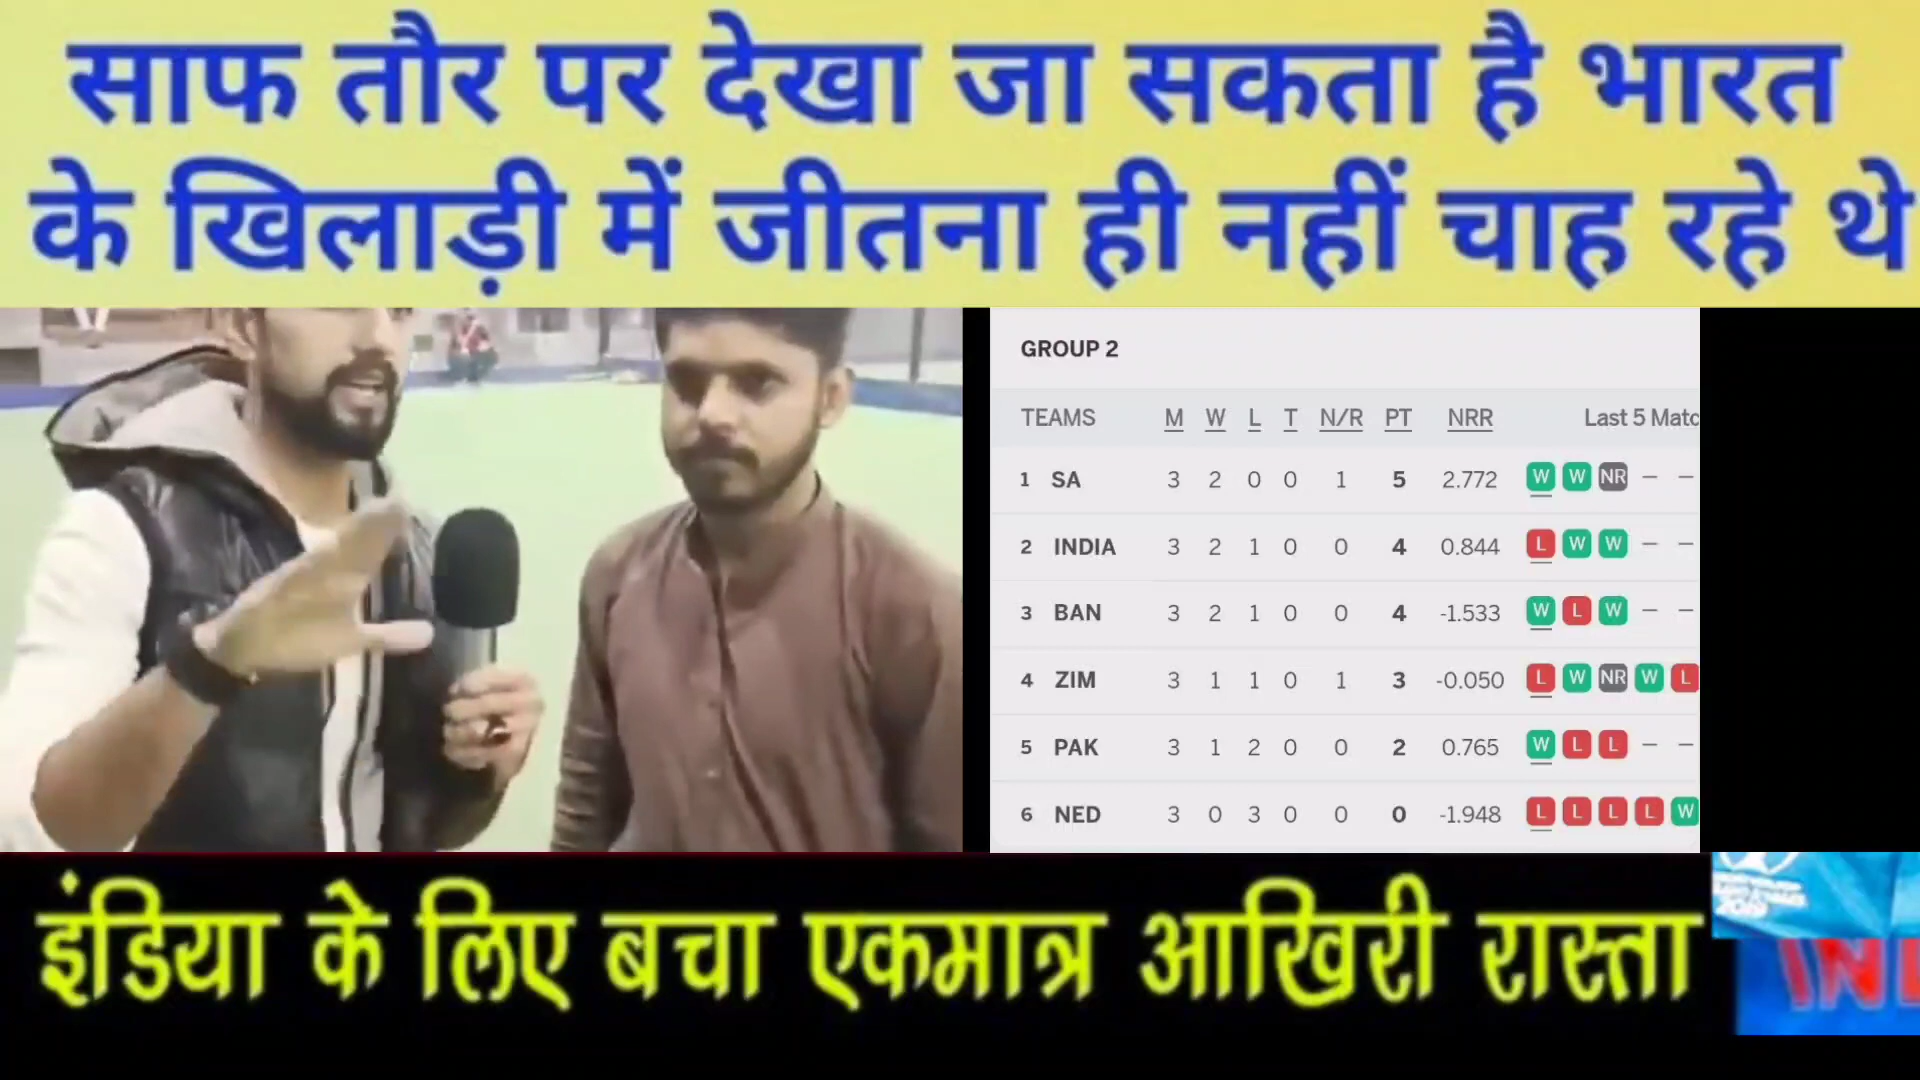 साफ तौर पर देखा जा सकता है भारत
के खिलाड़ी में जीतना ही नहीं चाह रहे थे
GROUP 2
TEAMS M W L T N/R PT NRR Last 5 Matc
1 SA 3 2 0 0 1 5 2.772 W W NR – –
2 INDIA 3 2 1 0 0 4 0.844 L W W – –
3 BAN 3 2 1 0 0 4 -1.533 W L W – –
4 ZIM 3 1 1 0 1 3 -0.050 L W NR W L
5 PAK 3 1 2 0 0 2 0.765 W L L – –
6 NED 3 0 3 0 0 0 -1.948 L L L L W
इंडिया के लिए बचा एकमात्र आखिरी रास्ता
2019